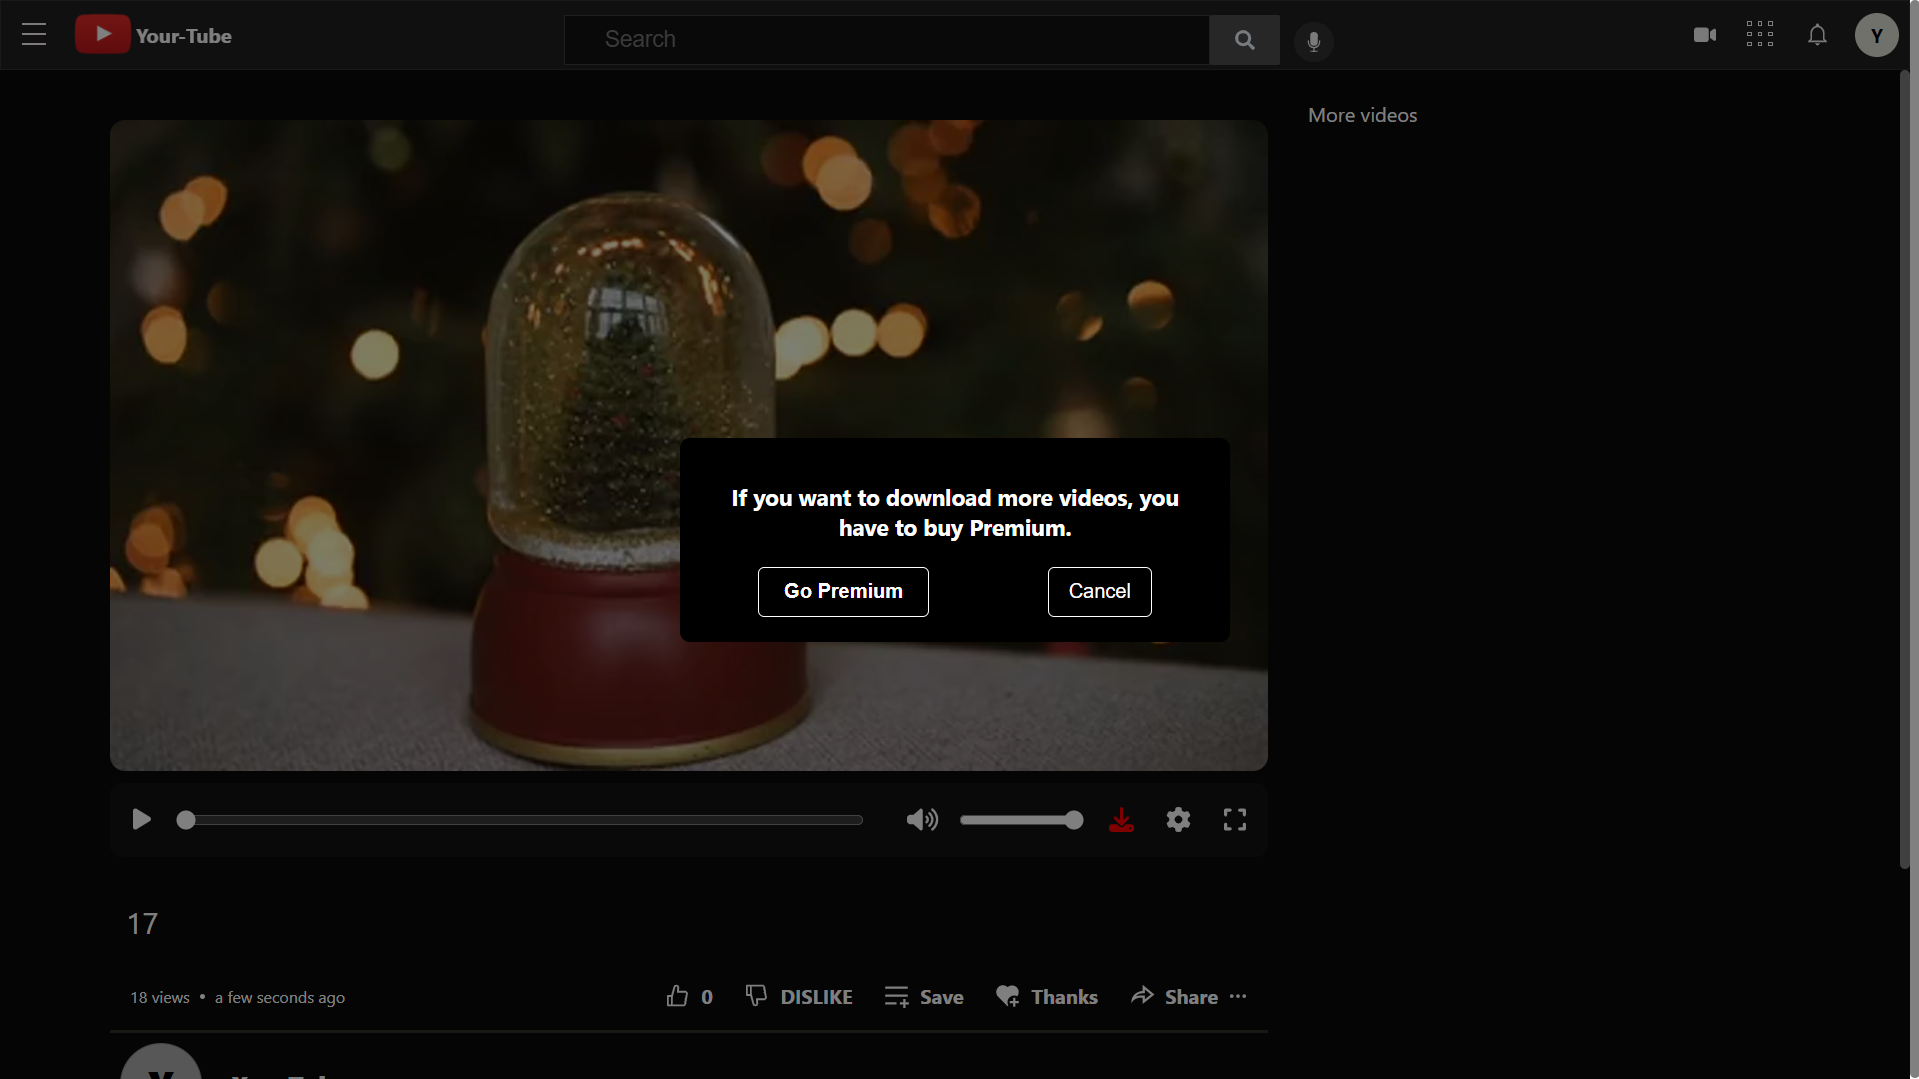 Your-Tube
Search
Y
More videos
If you want to download more videos, you
have to buy Premium.
Go Premium
Cancel
17
18 views • a few seconds ago
0
DISLIKE
Save
Thanks
Share